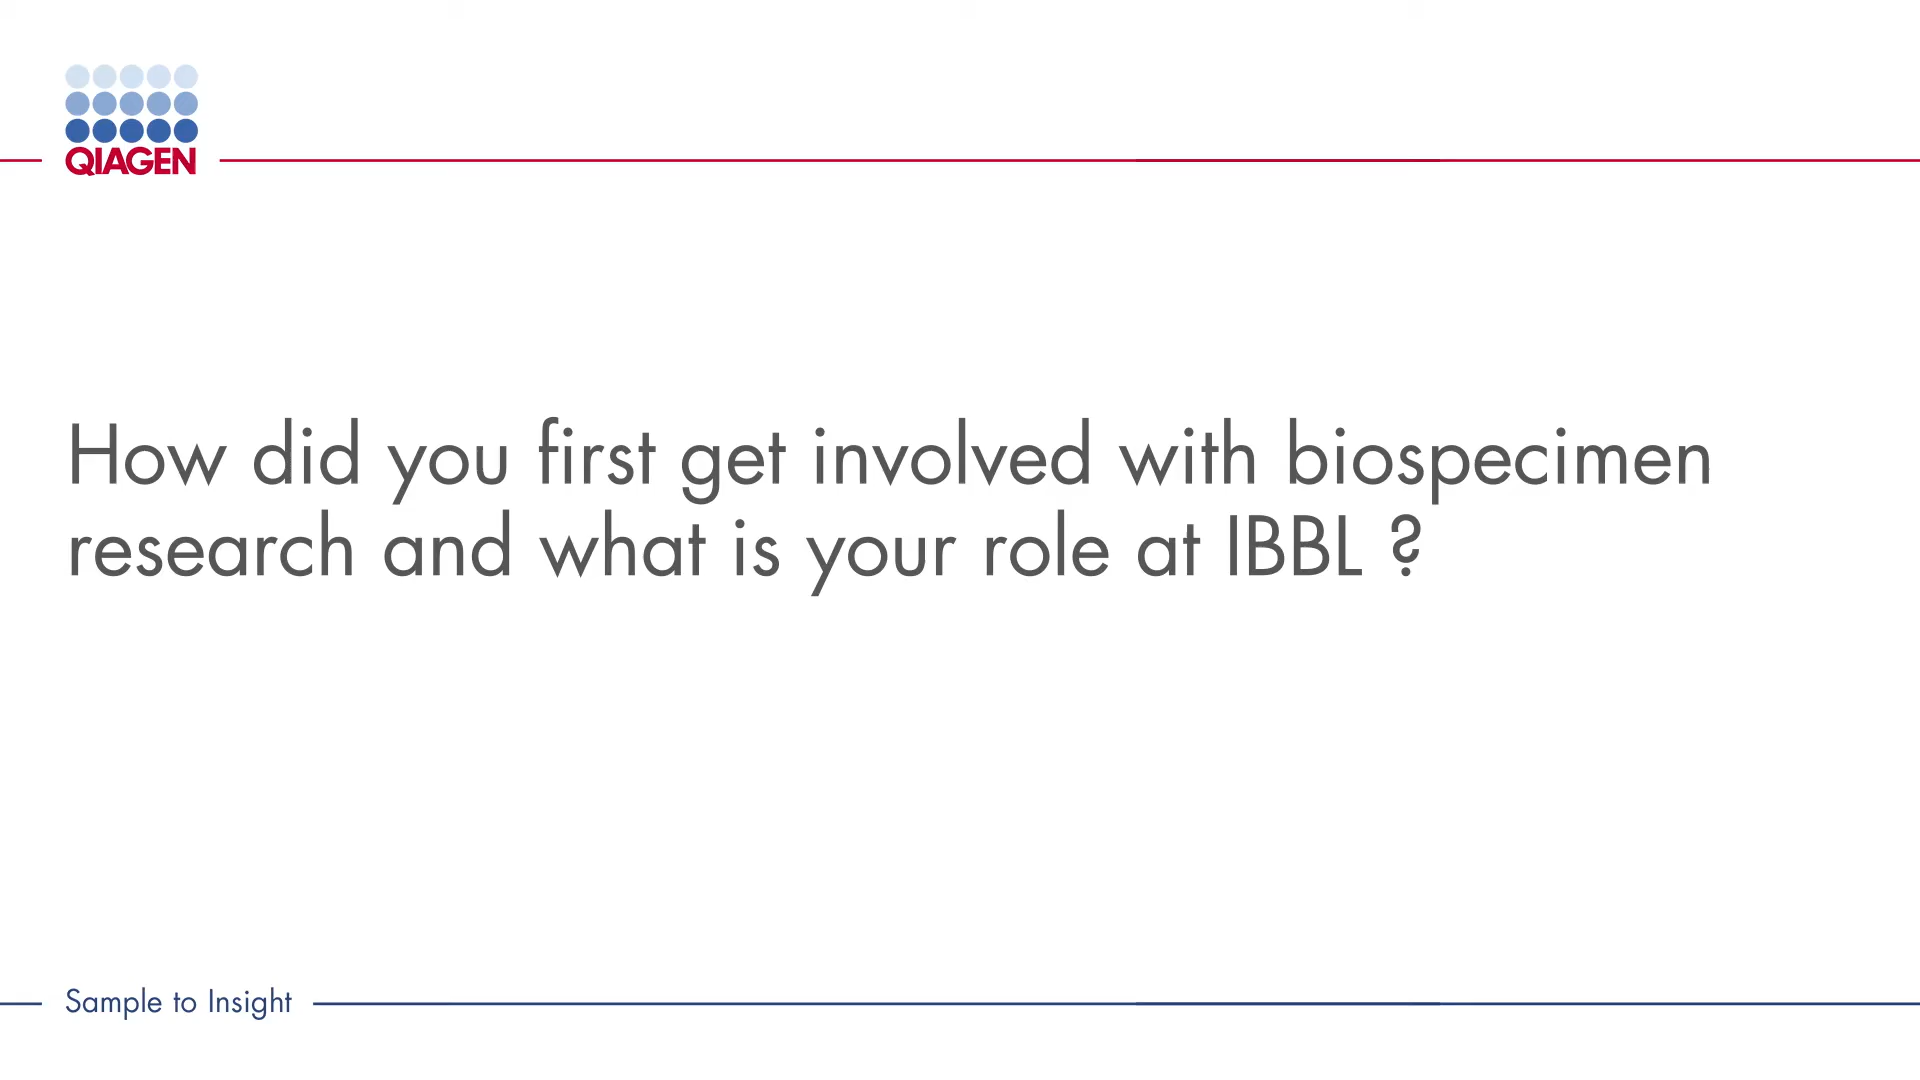 QIAGEN
How did you first get involved with biospecimen
research and what is your role at IBBL ?
Sample to Insight